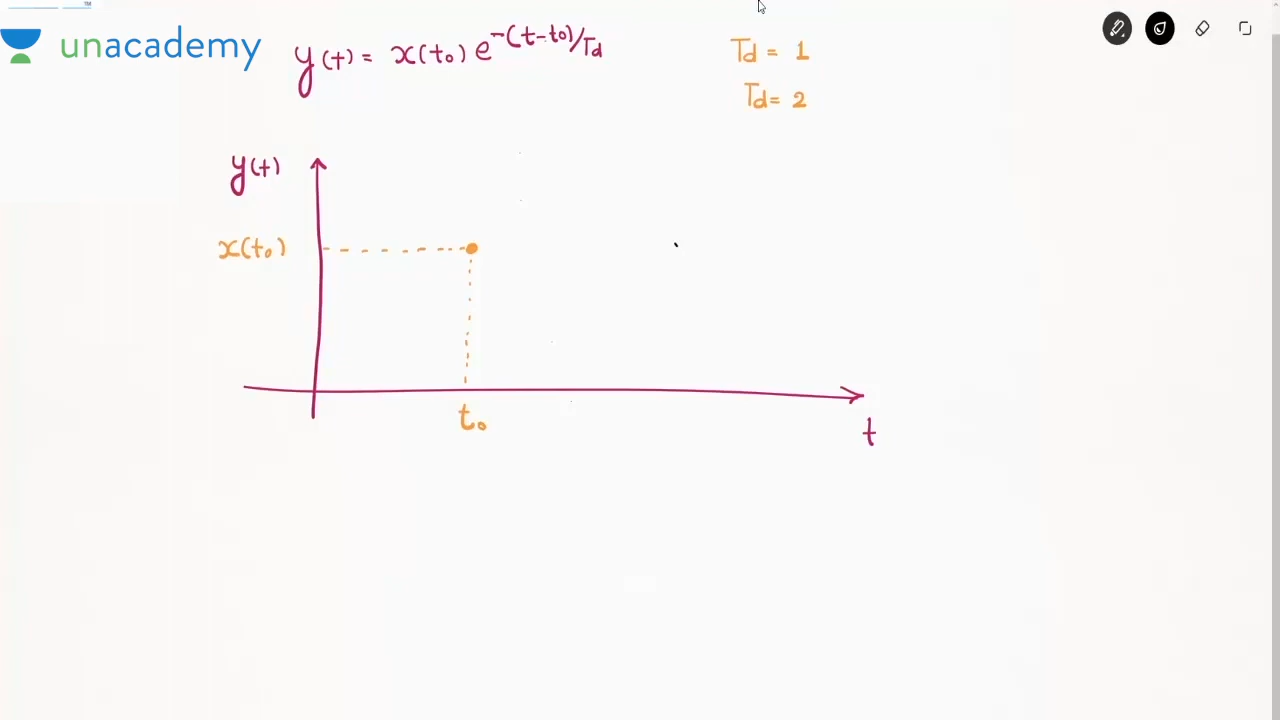 unacademy
y(t) = x(t₀) e^{-(t-t₀)/Td}
Td = 1
Td = 2
y(t)
x(t₀)
t₀
t